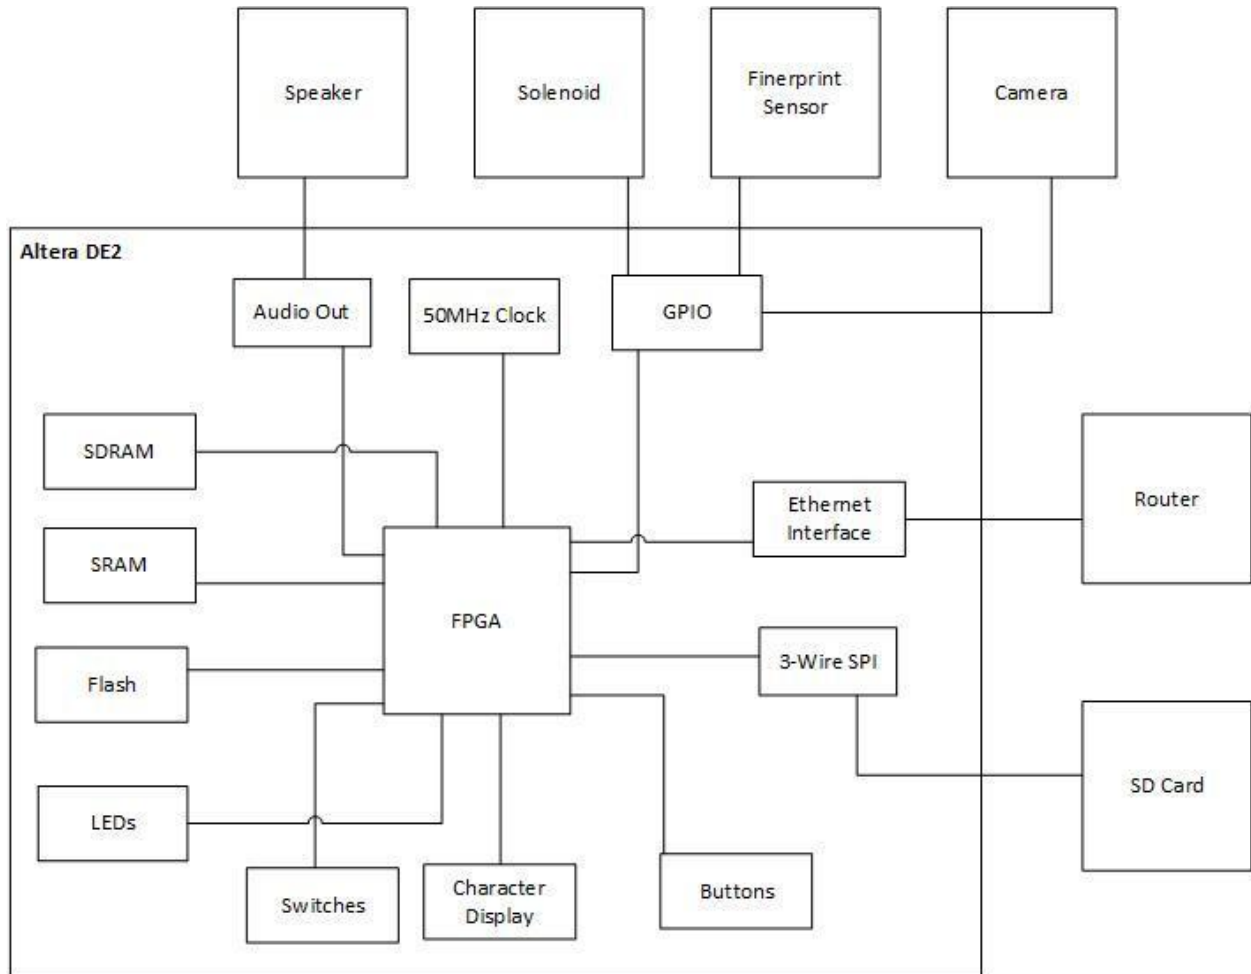 Speaker
Solenoid
Finerprint
Sensor
Camera
Altera DE2
Audio Out
50MHz Clock
GPIO
SDRAM
Ethernet
Interface
Router
SRAM
FPGA
3-Wire SPI
Flash
SD Card
LEDs
Switches
Character
Display
Buttons